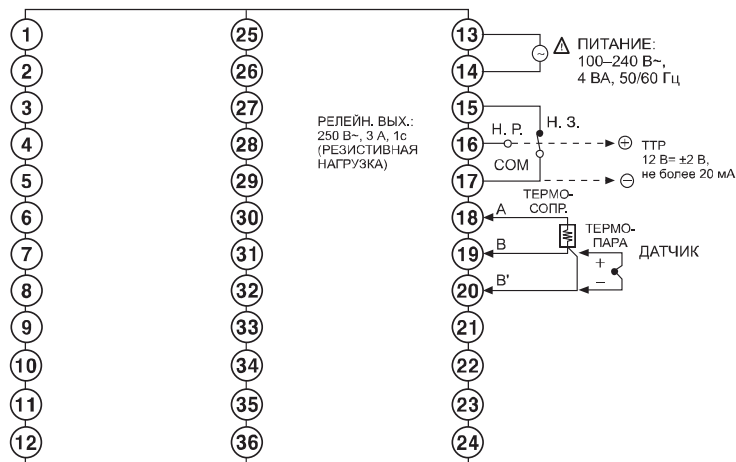 1
2
3
4
5
6
7
8
9
10
11
12
25
26
27
28
29
30
31
32
33
34
35
36
РЕЛЕЙН. ВЫХ.:
250 В~, 3 А, 1с
(РЕЗИСТИВНАЯ
НАГРУЗКА)
13
14
15
16
17
18
19
20
21
22
23
24
~
ПИТАНИЕ:
100–240 В~,
4 ВА, 50/60 Гц
Н. Р.
Н. З.
COM
+
ТТР
12 В= ±2 В,
не более 20 мА
−
ТЕРМО-
СОПР.
A
B
B'
ТЕРМО-
ПАРА
+
−
ДАТЧИК